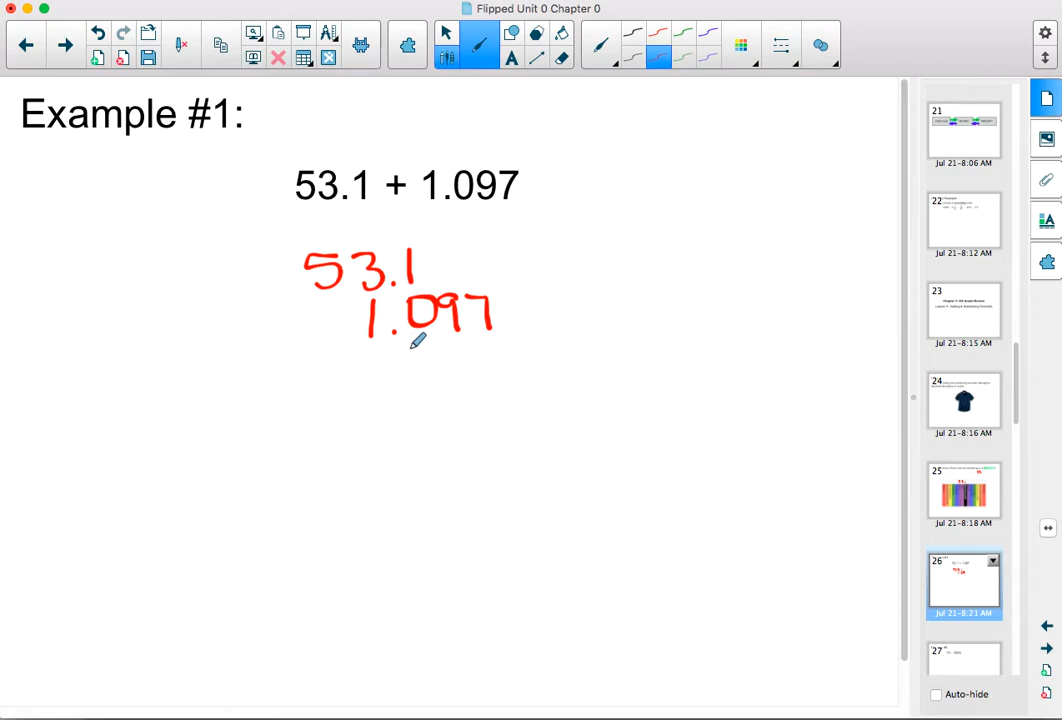 Flipped Unit 0 Chapter 0
Example #1:
53.1 + 1.097
53.1
1.097
21
Jul 21-8:06 AM
22
Jul 21-8:12 AM
23
Jul 21-8:15 AM
24
Jul 21-8:16 AM
25
Jul 21-8:18 AM
26
Jul 21-8:21 AM
27
Auto-hide